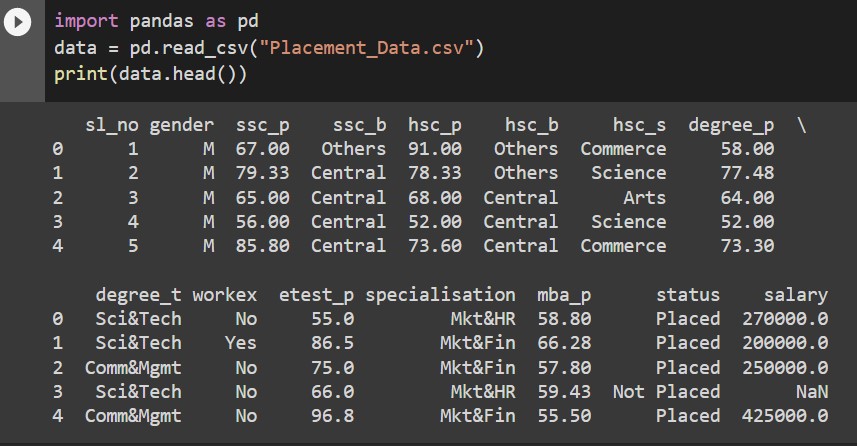 import pandas as pd
data = pd.read_csv("Placement_Data.csv")
print(data.head())
sl_no gender ssc_p ssc_b hsc_p hsc_b hsc_s degree_p \
0 1 M 67.00 Others 91.00 Others Commerce 58.00
1 2 M 79.33 Central 78.33 Others Science 77.48
2 3 M 65.00 Central 68.00 Central Arts 64.00
3 4 M 56.00 Central 52.00 Central Science 52.00
4 5 M 85.80 Central 73.60 Central Commerce 73.30
degree_t workex etest_p specialisation mba_p status salary
0 Sci&Tech No 55.0 Mkt&HR 58.80 Placed 270000.0
1 Sci&Tech Yes 86.5 Mkt&Fin 66.28 Placed 200000.0
2 Comm&Mgmt No 75.0 Mkt&Fin 57.80 Placed 250000.0
3 Sci&Tech No 66.0 Mkt&HR 59.43 Not Placed NaN
4 Comm&Mgmt No 96.8 Mkt&Fin 55.50 Placed 425000.0